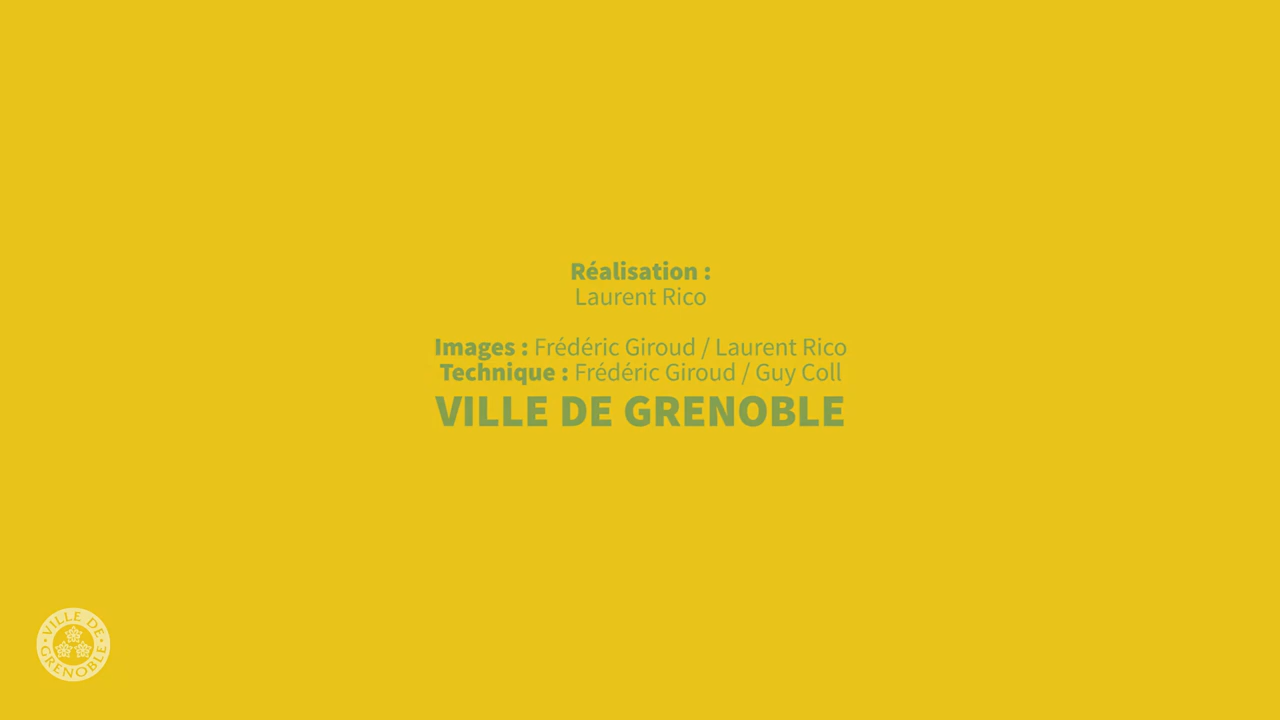 Réalisation :
Laurent Rico
Images : Frédéric Giroud / Laurent Rico
Technique : Frédéric Giroud / Guy Coll
VILLE DE GRENOBLE
VILLE DE
GRENOBLE